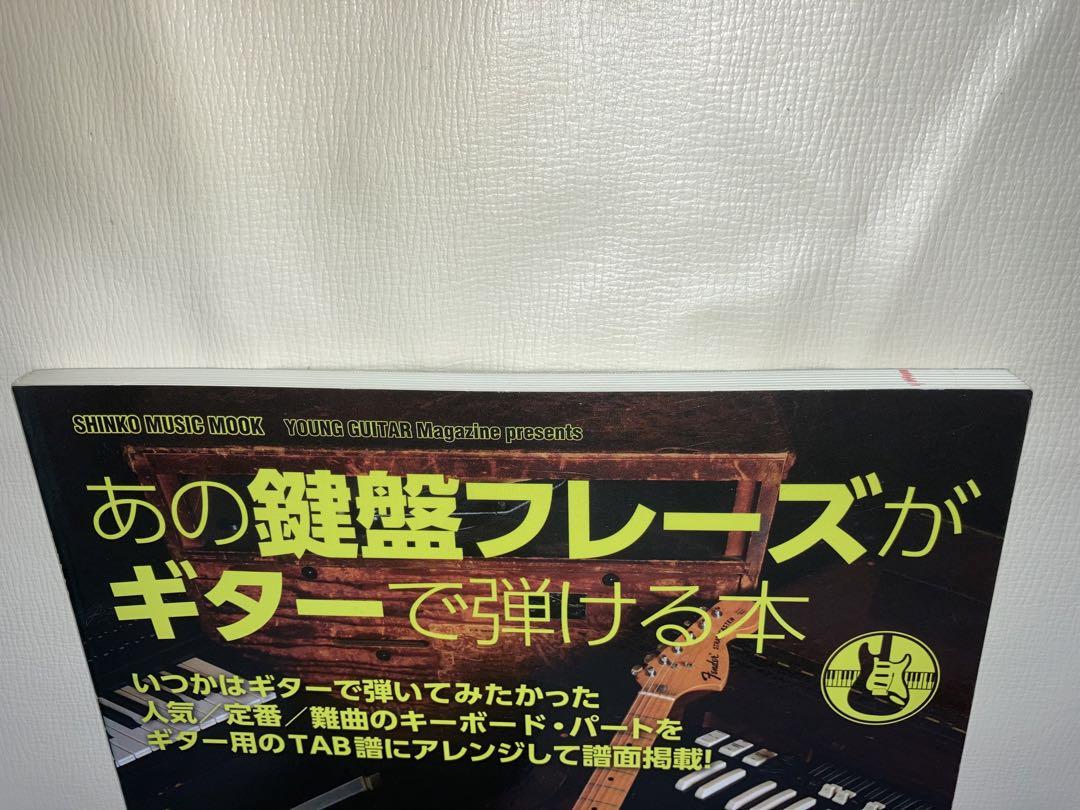 SHINKO MUSIC MOOK YOUNG GUITAR Magazine presents
あの鍵盤フレーズが
ギターで弾ける本
いつかはギターで弾いてみたかった
人気/定番/難曲のキーボード・パートを
ギター用のTAB譜にアレンジして譜面掲載!
Fender